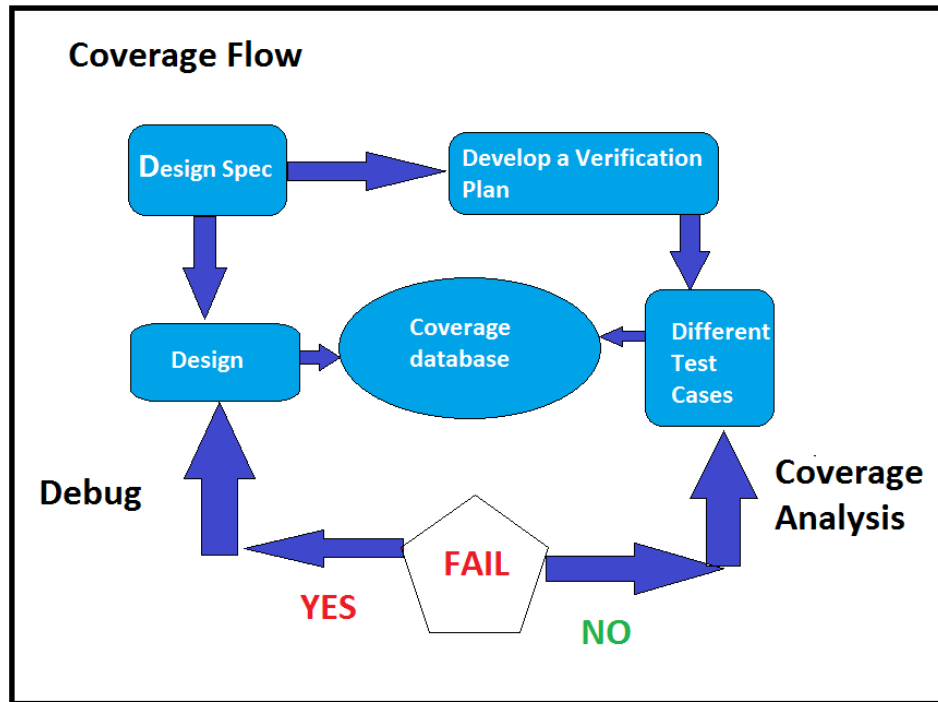 Coverage Flow
Design Spec
Develop a Verification
Plan
Design
Coverage
database
Different
Test
Cases
Debug
Coverage
Analysis
FAIL
YES
NO